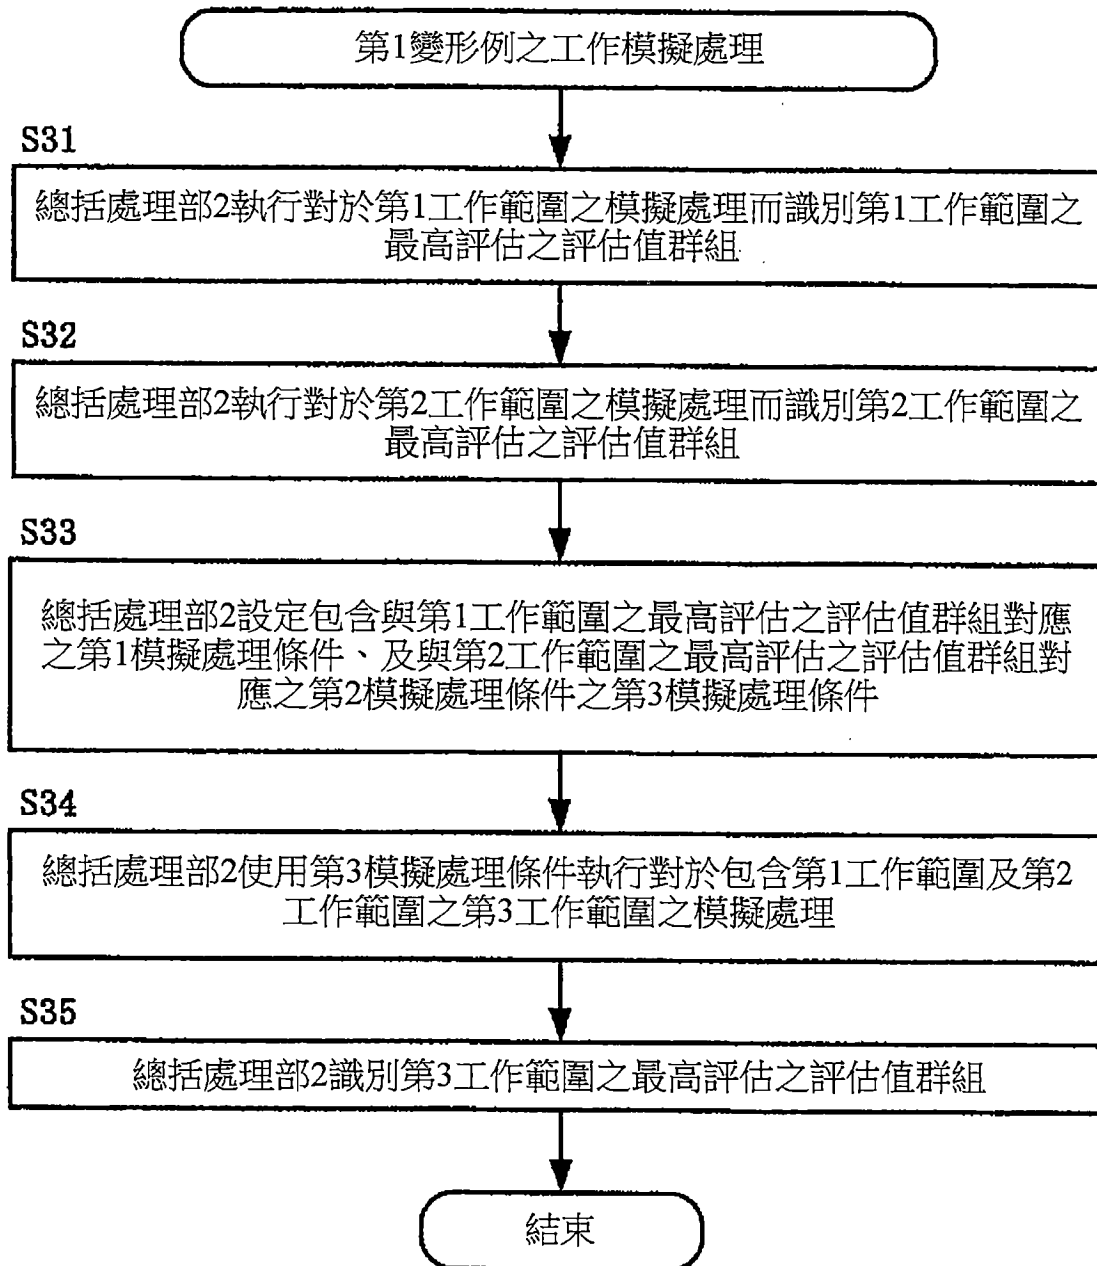 第1變形例之工作模擬處理
S31
總括處理部2執行對於第1工作範圍之模擬處理而識別第1工作範圍之
最高評估之評估值群組
S32
總括處理部2執行對於第2工作範圍之模擬處理而識別第2工作範圍之
最高評估之評估值群組
S33
總括處理部2設定包含與第1工作範圍之最高評估之評估值群組對應
之第1模擬處理條件、及與第2工作範圍之最高評估之評估值群組對
應之第2模擬處理條件之第3模擬處理條件
S34
總括處理部2使用第3模擬處理條件執行對於包含第1工作範圍及第2
工作範圍之第3工作範圍之模擬處理
S35
總括處理部2識別第3工作範圍之最高評估之評估值群組
結束